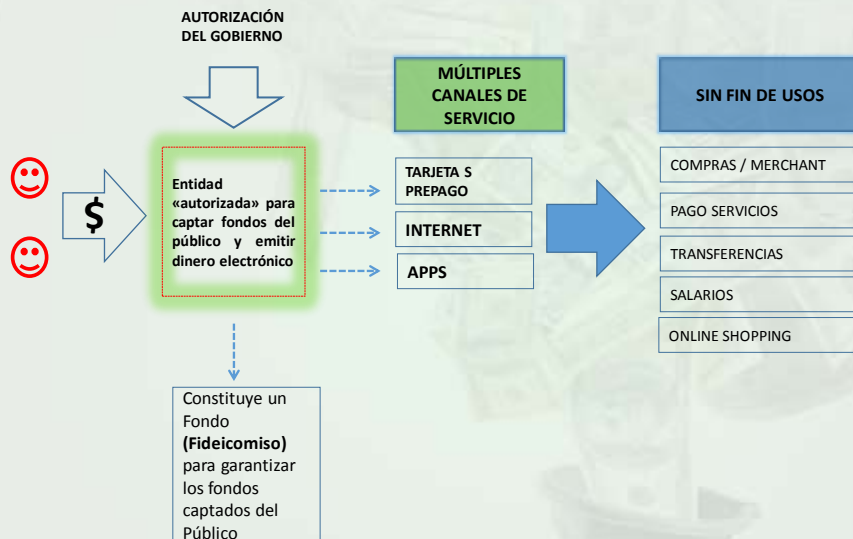 AUTORIZACIÓN
DEL GOBIERNO
$
Entidad
«autorizada» para
captar fondos del
público y emitir
dinero electrónico
Constituye un
Fondo
(Fideicomiso)
para garantizar
los fondos
captados del
Público
MÚLTIPLES
CANALES DE
SERVICIO
TARJETA S
PREPAGO
INTERNET
APPS
SIN FIN DE USOS
COMPRAS / MERCHANT
PAGO SERVICIOS
TRANSFERENCIAS
SALARIOS
ONLINE SHOPPING